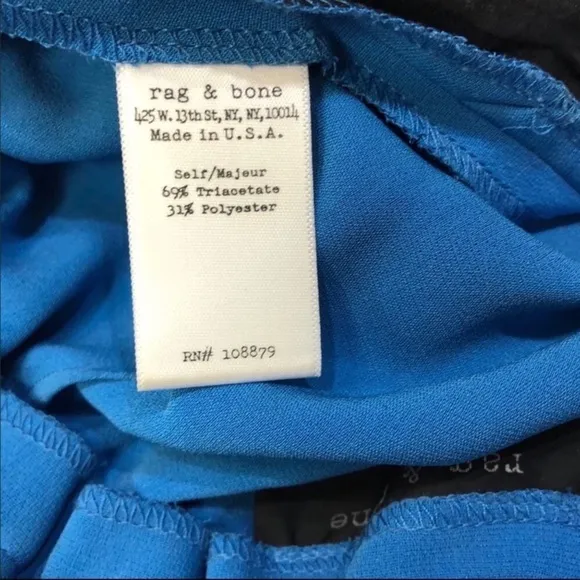 rag & bone
425 W. 13th St, NY, NY, 10014
Made in U.S.A.
Self/Majeur
69% Triacetate
31% Polyester
RN# 108879